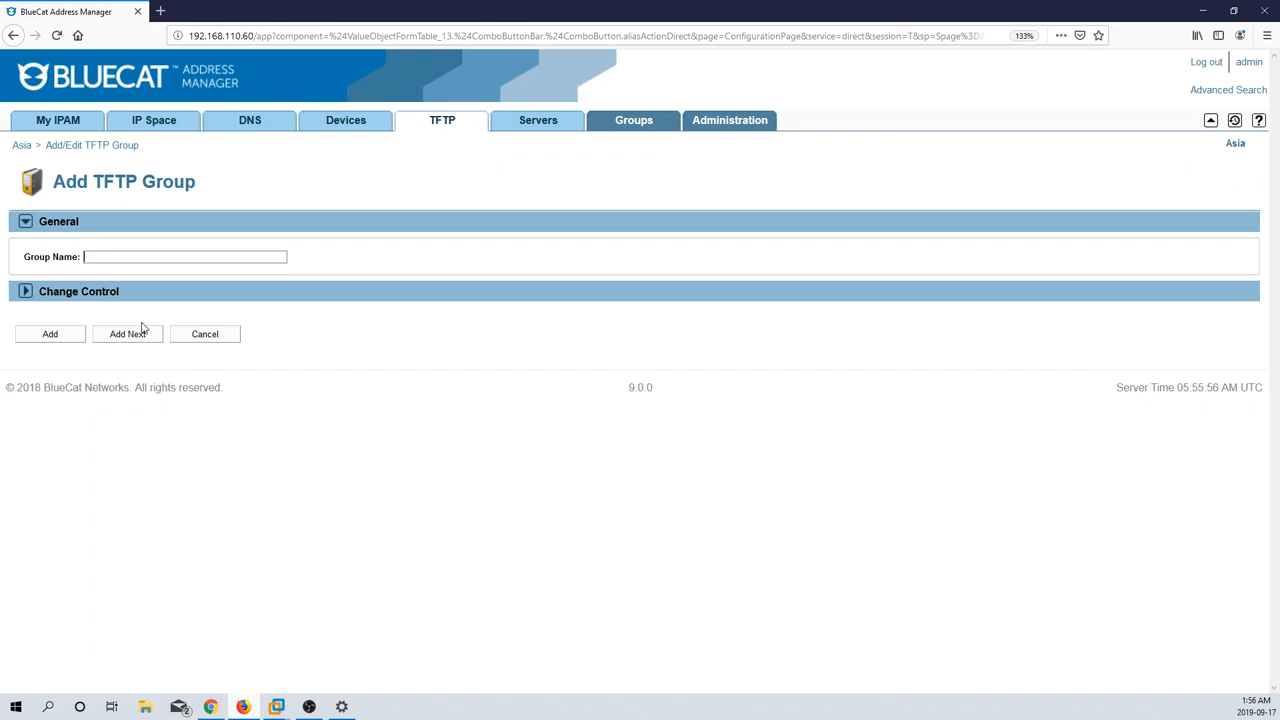 BlueCat Address Manager
192.168.110.60/app?component=%24ValueObjectFormTable_13.%24ComboButtonBar.%24ComboButton.aliasActionDirect&page=ConfigurationPage&service=direct&session=T&sp=Spage%3D
133%
BLUECAT™ ADDRESS MANAGER
Log out admin
Advanced Search
My IPAM IP Space DNS Devices TFTP Servers Groups Administration
Asia > Add/Edit TFTP Group
Asia
Add TFTP Group
General
Group Name:
Change Control
Add Add Next Cancel
© 2018 BlueCat Networks. All rights reserved. 9.0.0 Server Time 05:55:56 AM UTC
2
1:56 AM
2019-09-17